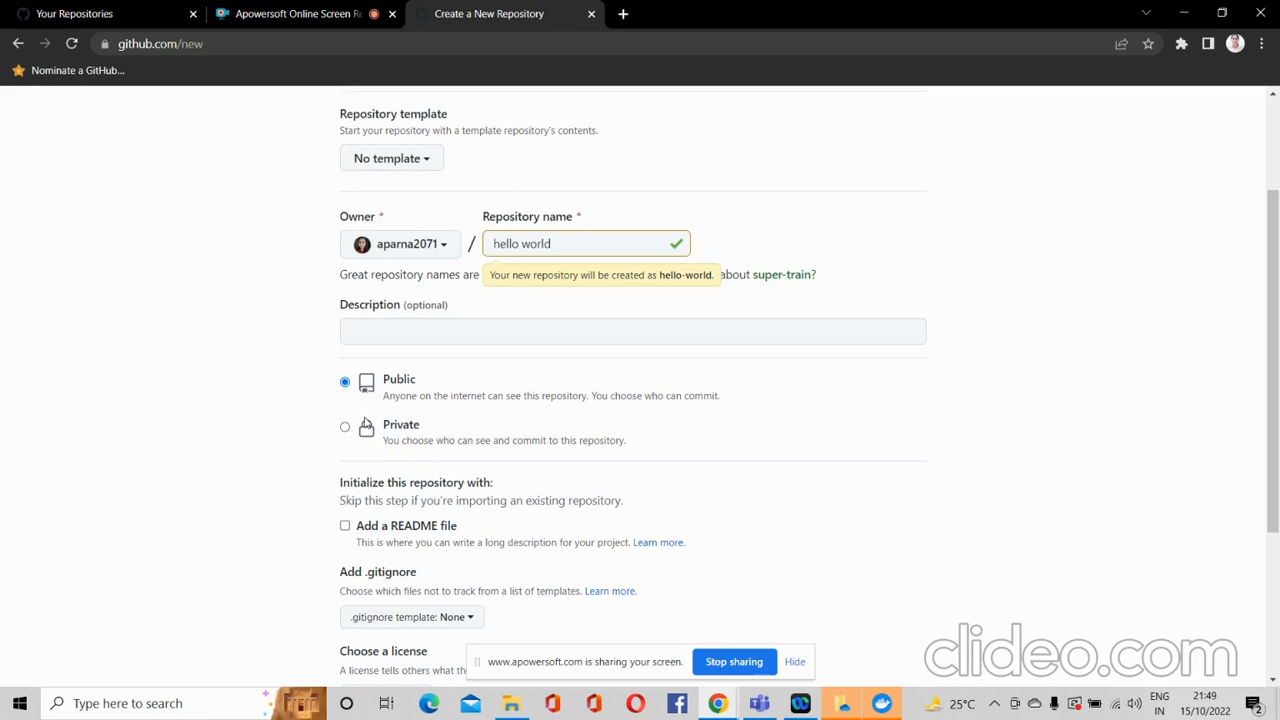 Your Repositories
Apowersoft Online Screen Re
Create a New Repository
github.com/new
Nominate a GitHub...
Repository template
Start your repository with a template repository's contents.
No template
Owner *
Repository name *
aparna2071
/
hello world
Great repository names are
Your new repository will be created as hello-world.
about super-train?
Description (optional)
Public
Anyone on the internet can see this repository. You choose who can commit.
Private
You choose who can see and commit to this repository.
Initialize this repository with:
Skip this step if you're importing an existing repository.
Add a README file
This is where you can write a long description for your project. Learn more.
Add .gitignore
Choose which files not to track from a list of templates. Learn more.
.gitignore template: None
Choose a license
A license tells others what the
www.apowersoft.com is sharing your screen.
Stop sharing
Hide
clideo.com
Type here to search
25°C
ENG
IN
21:49
15/10/2022
2